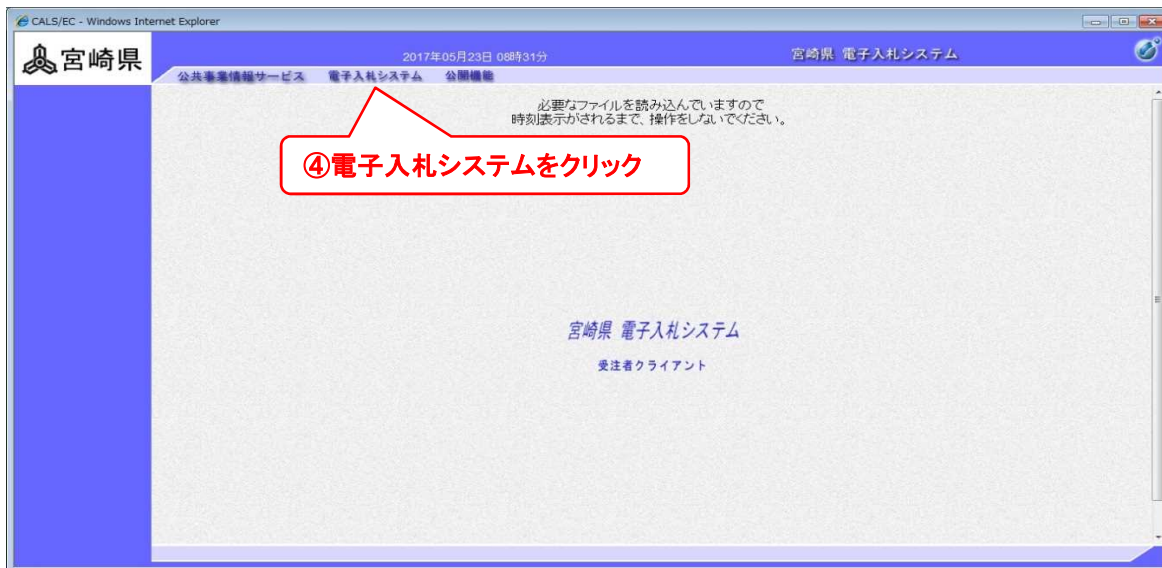 CALS/EC - Windows Internet Explorer
宮崎県
2017年05月23日 08時31分
宮崎県 電子入札システム
公共事業情報サービス 電子入札システム 公開機能
必要なファイルを読み込んでいますので
時刻表示がされるまで、操作をしないでください。
④電子入札システムをクリック
宮崎県 電子入札システム
受注者クライアント